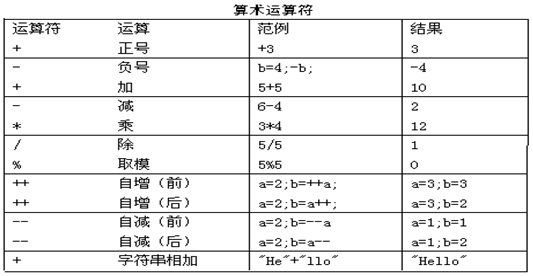 算术运算符
运算符 运算 范例 结果
+ 正号 +3 3
- 负号 b=4;-b; -4
+ 加 5+5 10
- 减 6-4 2
* 乘 3*4 12
/ 除 5/5 1
% 取模 5%5 0
++ 自增（前） a=2;b=++a; a=3;b=3
++ 自增（后） a=2;b=a++; a=3;b=2
-- 自减（前） a=2;b=--a a=1;b=1
-- 自减（后） a=2;b=a-- a=1;b=2
+ 字符串相加 "He"+"llo" "Hello"